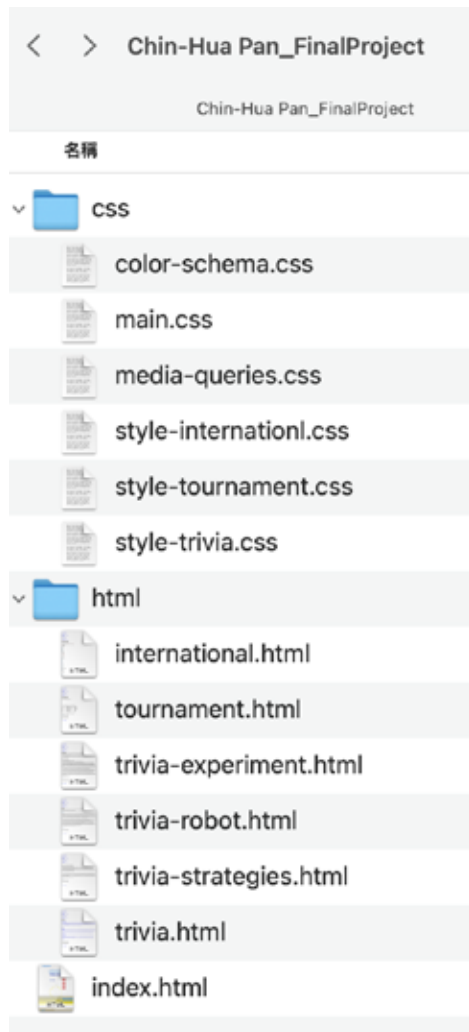 Chin-Hua Pan_FinalProject
Chin-Hua Pan_FinalProject
名稱
css
color-schema.css
main.css
media-queries.css
style-internationl.css
style-tournament.css
style-trivia.css
html
international.html
tournament.html
trivia-experiment.html
trivia-robot.html
trivia-strategies.html
trivia.html
index.html